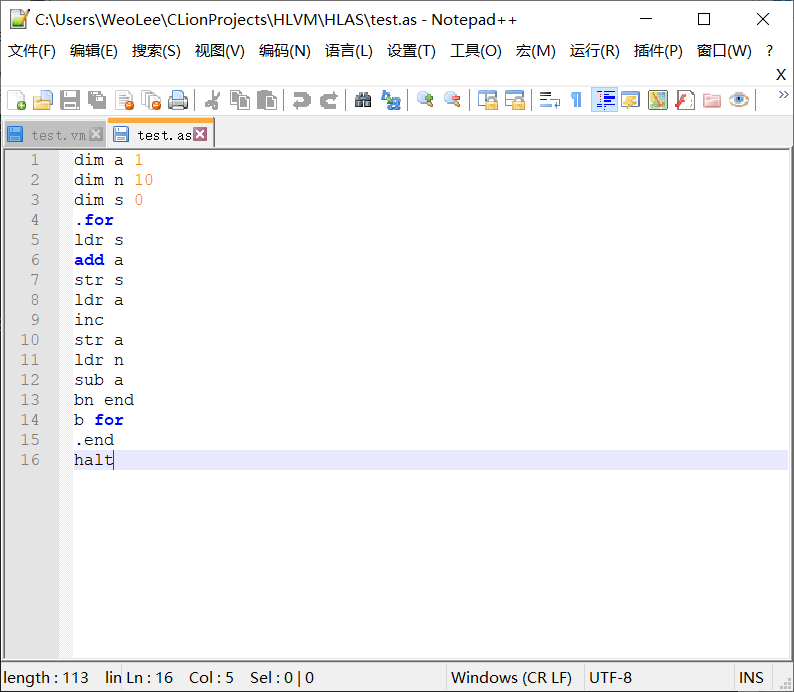 C:\Users\WeoLee\CLionProjects\HLVM\HLAS\test.as - Notepad++
文件(F) 编辑(E) 搜索(S) 视图(V) 编码(N) 语言(L) 设置(T) 工具(O) 宏(M) 运行(R) 插件(P) 窗口(W) ?
X
test.vm test.as
1 dim a 1
2 dim n 10
3 dim s 0
4 .for
5 ldr s
6 add a
7 str s
8 ldr a
9 inc
10 str a
11 ldr n
12 sub a
13 bn end
14 b for
15 .end
16 halt
length : 113 lin Ln : 16 Col : 5 Sel : 0 | 0 Windows (CR LF) UTF-8 INS